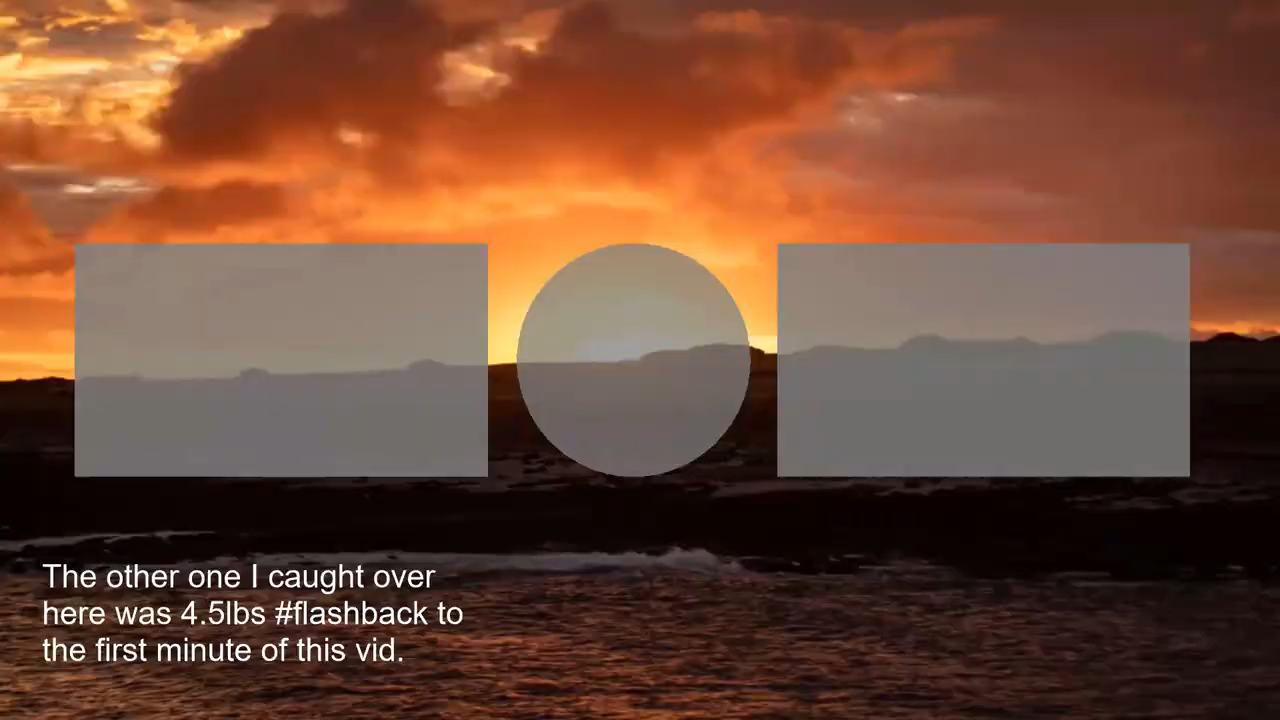 The other one I caught over
here was 4.5lbs #flashback to
the first minute of this vid.